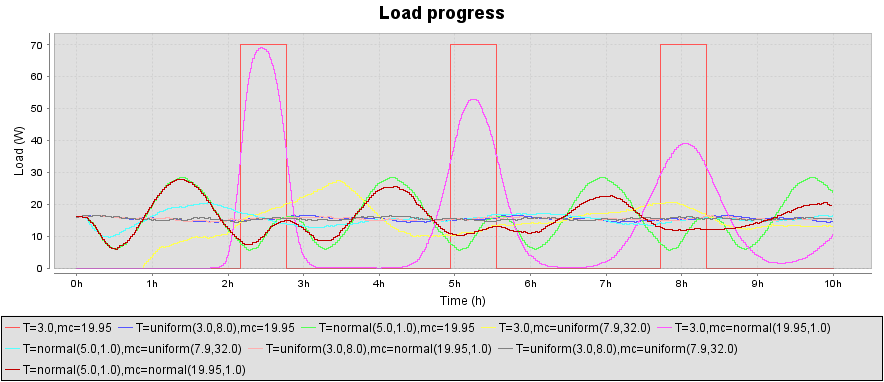 Load progress
Load (W)
70
60
50
40
30
20
10
0
0h 1h 2h 3h 4h 5h 6h 7h 8h 9h 10h
Time (h)
T=3.0,mc=19.95 T=uniform(3.0,8.0),mc=19.95 T=normal(5.0,1.0),mc=19.95 T=3.0,mc=uniform(7.9,32.0) T=3.0,mc=normal(19.95,1.0)
T=normal(5.0,1.0),mc=uniform(7.9,32.0) T=uniform(3.0,8.0),mc=normal(19.95,1.0) T=uniform(3.0,8.0),mc=uniform(7.9,32.0)
T=normal(5.0,1.0),mc=normal(19.95,1.0)